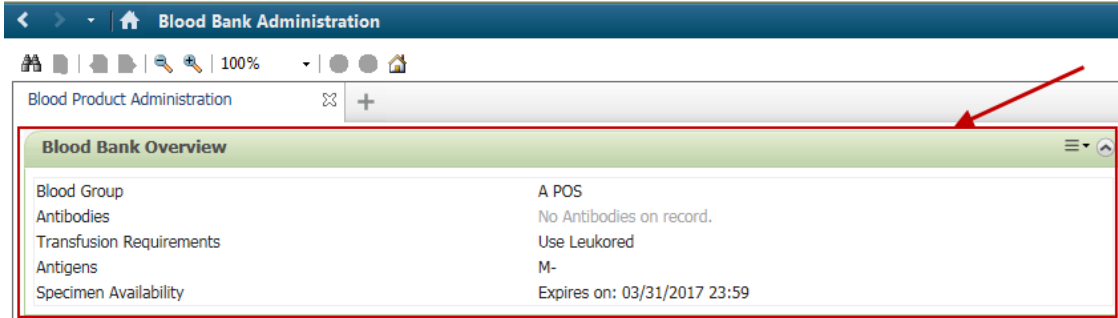 Blood Bank Administration
100%
Blood Product Administration
Blood Bank Overview
Blood Group A POS
Antibodies No Antibodies on record.
Transfusion Requirements Use Leukored
Antigens M-
Specimen Availability Expires on: 03/31/2017 23:59